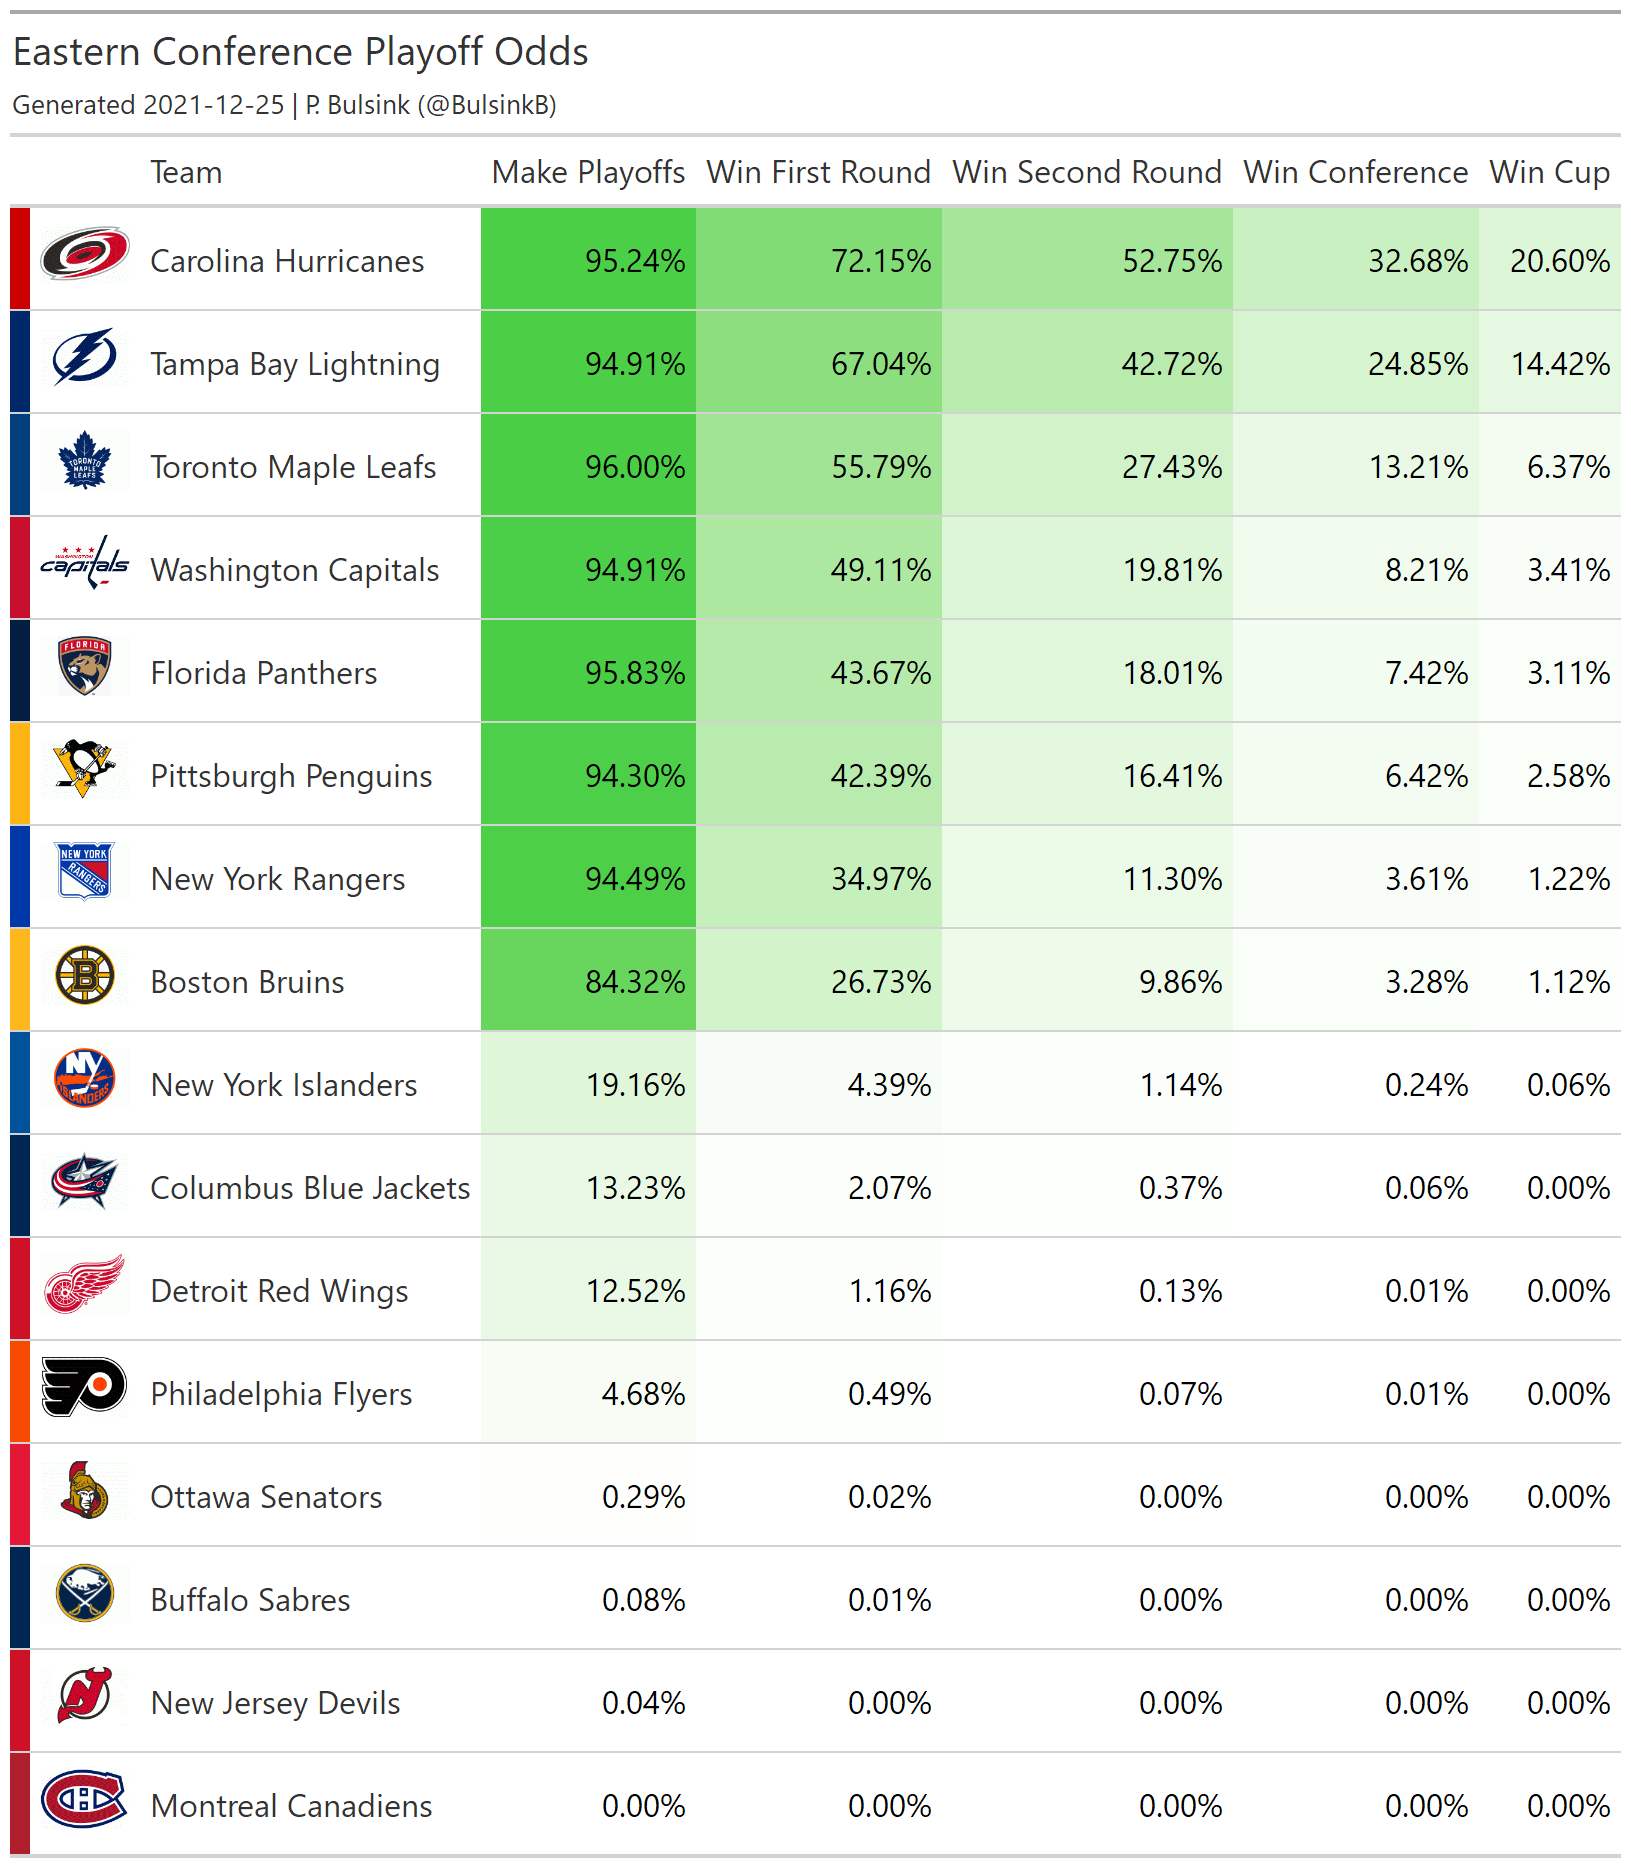 Eastern Conference Playoff Odds
Generated 2021-12-25 | P. Bulsink (@BulsinkB)
Team Make Playoffs Win First Round Win Second Round Win Conference Win Cup
Carolina Hurricanes 95.24% 72.15% 52.75% 32.68% 20.60%
Tampa Bay Lightning 94.91% 67.04% 42.72% 24.85% 14.42%
TORONTO
MAPLE
LEAFS
Toronto Maple Leafs 96.00% 55.79% 27.43% 13.21% 6.37%
WASHINGTON
capitals
Washington Capitals 94.91% 49.11% 19.81% 8.21% 3.41%
FLORIDA
Florida Panthers 95.83% 43.67% 18.01% 7.42% 3.11%
Pittsburgh Penguins 94.30% 42.39% 16.41% 6.42% 2.58%
NEW YORK
RANGERS
New York Rangers 94.49% 34.97% 11.30% 3.61% 1.22%
B
Boston Bruins 84.32% 26.73% 9.86% 3.28% 1.12%
NY
ISLANDERS
New York Islanders 19.16% 4.39% 1.14% 0.24% 0.06%
Columbus Blue Jackets 13.23% 2.07% 0.37% 0.06% 0.00%
Detroit Red Wings 12.52% 1.16% 0.13% 0.01% 0.00%
Philadelphia Flyers 4.68% 0.49% 0.07% 0.01% 0.00%
Ottawa Senators 0.29% 0.02% 0.00% 0.00% 0.00%
Buffalo Sabres 0.08% 0.01% 0.00% 0.00% 0.00%
New Jersey Devils 0.04% 0.00% 0.00% 0.00% 0.00%
Montreal Canadiens 0.00% 0.00% 0.00% 0.00% 0.00%